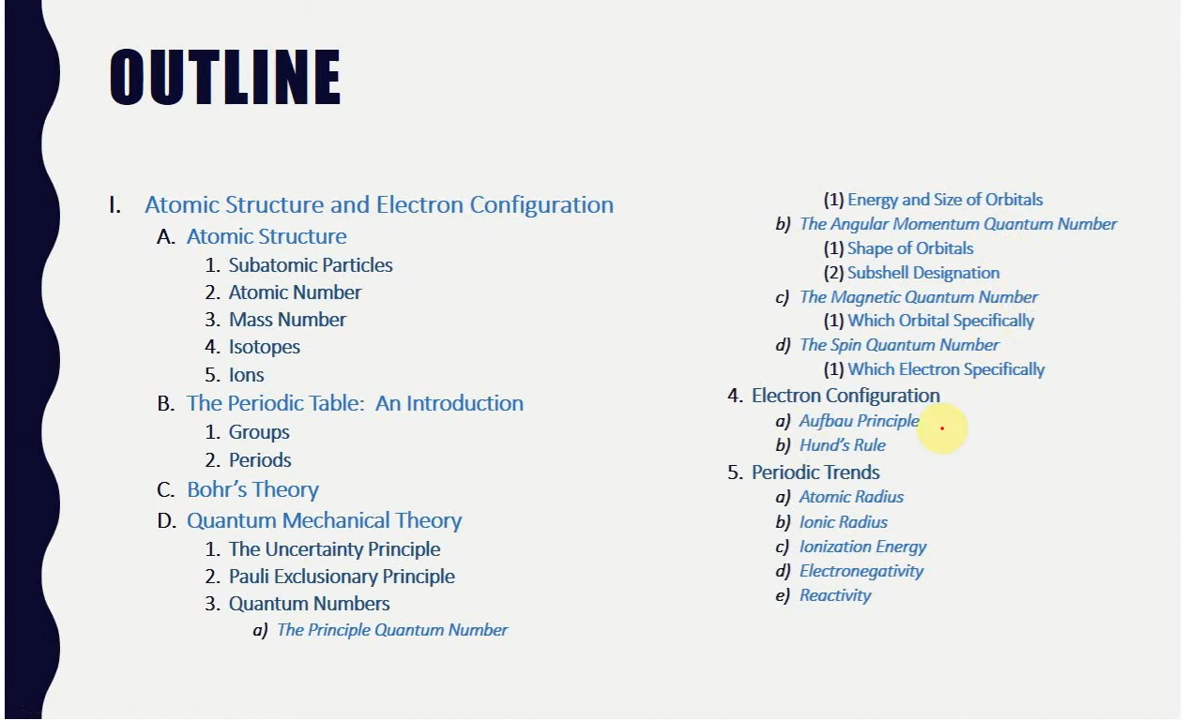 OUTLINE
I. Atomic Structure and Electron Configuration
A. Atomic Structure
1. Subatomic Particles
2. Atomic Number
3. Mass Number
4. Isotopes
5. Ions
B. The Periodic Table: An Introduction
1. Groups
2. Periods
C. Bohr's Theory
D. Quantum Mechanical Theory
1. The Uncertainty Principle
2. Pauli Exclusionary Principle
3. Quantum Numbers
a) The Principle Quantum Number
(1) Energy and Size of Orbitals
b) The Angular Momentum Quantum Number
(1) Shape of Orbitals
(2) Subshell Designation
c) The Magnetic Quantum Number
(1) Which Orbital Specifically
d) The Spin Quantum Number
(1) Which Electron Specifically
4. Electron Configuration
a) Aufbau Principle
b) Hund's Rule
5. Periodic Trends
a) Atomic Radius
b) Ionic Radius
c) Ionization Energy
d) Electronegativity
e) Reactivity